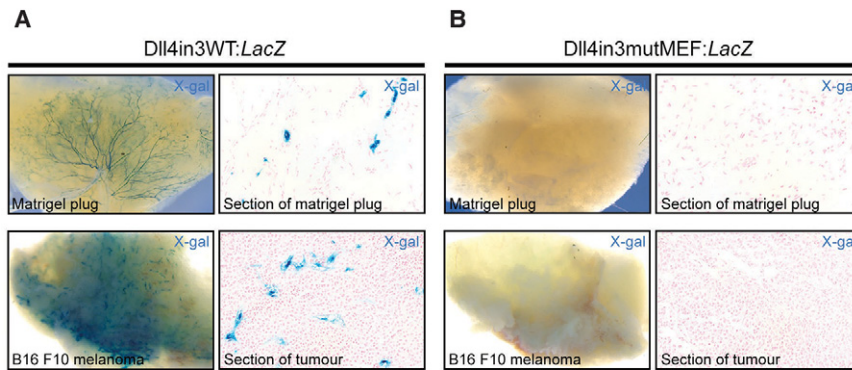 A
Dll4in3WT:LacZ
X-gal
Matrigel plug
X-gal
Section of matrigel plug
X-gal
B16 F10 melanoma
X-gal
Section of tumour
B
Dll4in3mutMEF:LacZ
X-gal
Matrigel plug
X-gal
Section of matrigel plug
X-gal
B16 F10 melanoma
X-gal
Section of tumour